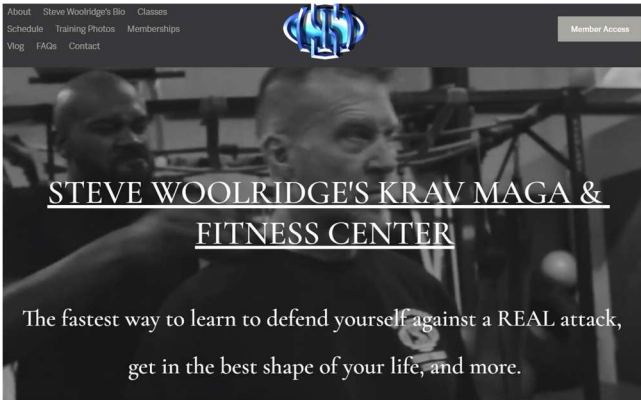 About Steve Woolridge's Bio Classes
Schedule Training Photos Memberships
Vlog FAQs Contact
Member Access
STEVE WOOLRIDGE'S KRAV MAGA &
FITNESS CENTER
The fastest way to learn to defend yourself against a REAL attack,
get in the best shape of your life, and more.